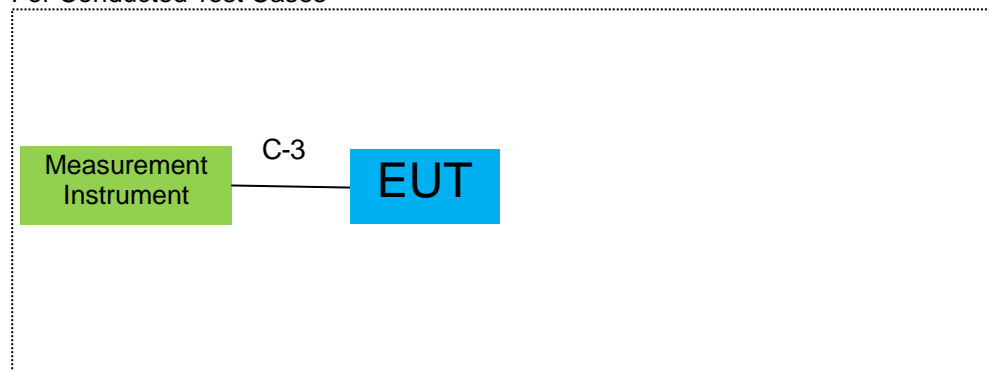 For Conducted Test Cases
C-3
Measurement
Instrument
EUT